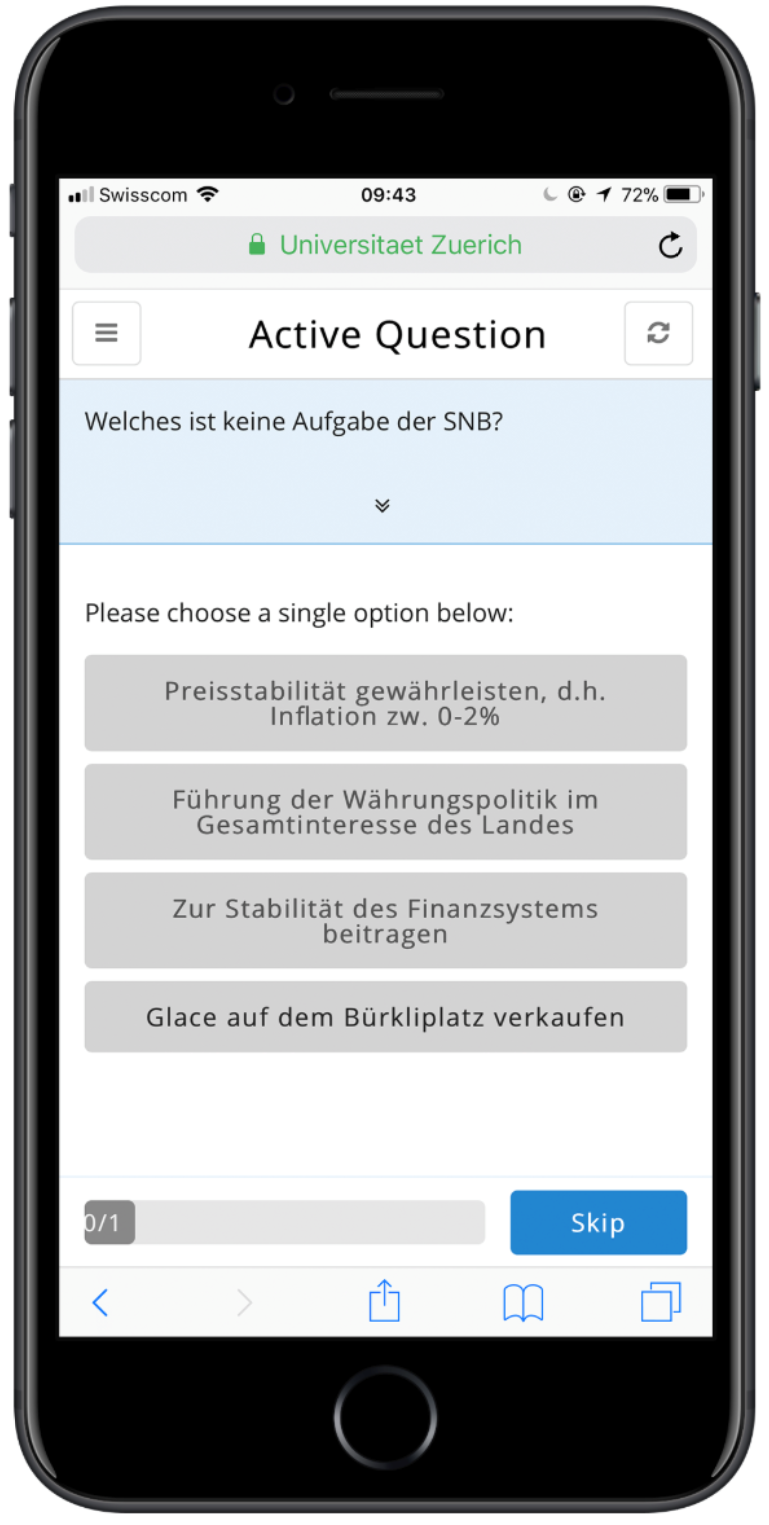 Swisscom 09:43 72%
Universitaet Zuerich
Active Question
Welches ist keine Aufgabe der SNB?
Please choose a single option below:
Preisstabilität gewährleisten, d.h.
Inflation zw. 0-2%
Führung der Währungspolitik im
Gesamtinteresse des Landes
Zur Stabilität des Finanzsystems
beitragen
Glace auf dem Bürkliplatz verkaufen
0/1 Skip